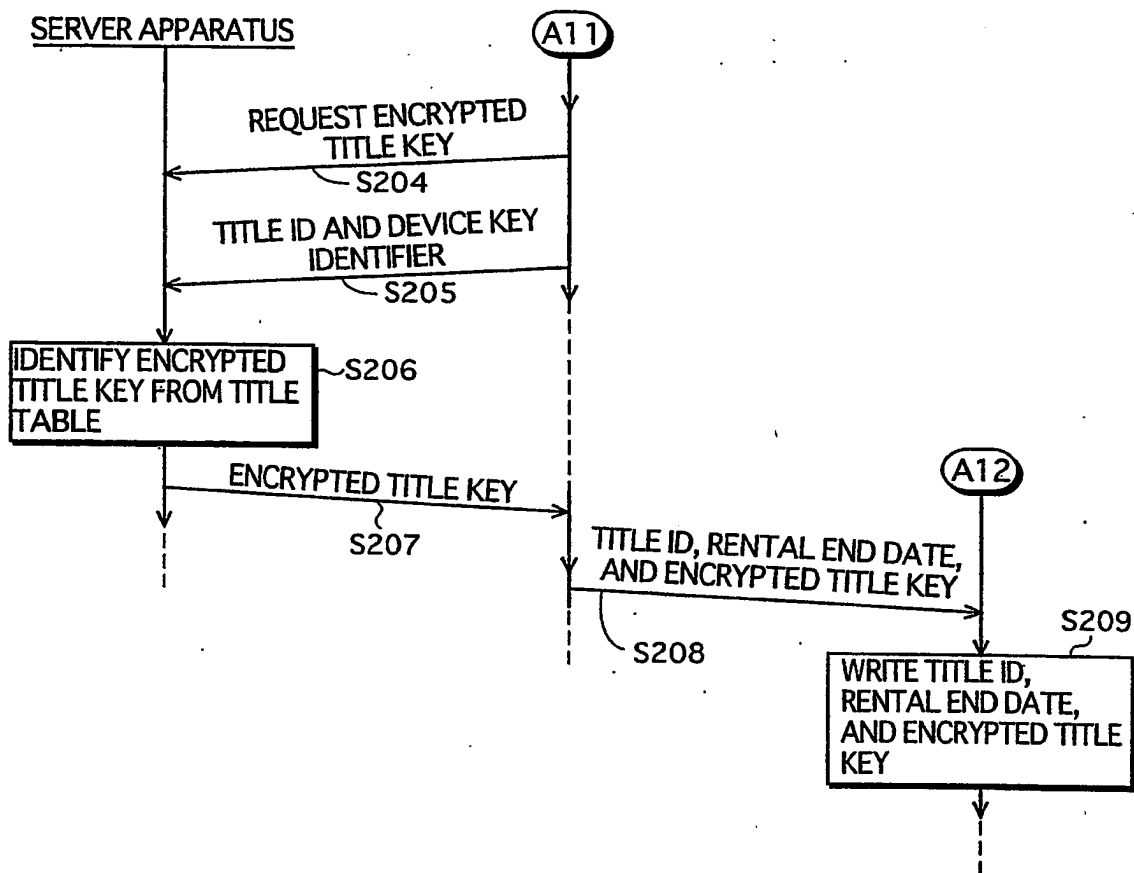 SERVER APPARATUS
A11
REQUEST ENCRYPTED
TITLE KEY
S204
TITLE ID AND DEVICE KEY
IDENTIFIER
S205
IDENTIFY ENCRYPTED
TITLE KEY FROM TITLE
TABLE
S206
ENCRYPTED TITLE KEY
S207
A12
TITLE ID, RENTAL END DATE,
AND ENCRYPTED TITLE KEY
S208
S209
WRITE TITLE ID,
RENTAL END DATE,
AND ENCRYPTED TITLE
KEY